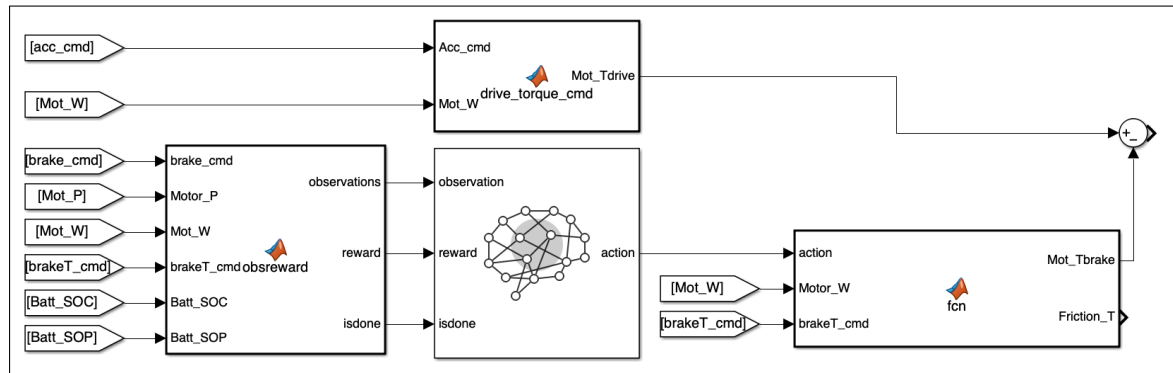 [acc_cmd]
Acc_cmd
Mot_Tdrive
drive_torque_cmd
[Mot_W]
Mot_W
+
-
[brake_cmd]
brake_cmd
observations
observation
[Mot_P]
Motor_P
[Mot_W]
Mot_W
obsreward
reward
reward
action
action
Mot_Tbrake
[brakeT_cmd]
brakeT_cmd
[Mot_W]
Motor_W
fcn
[Batt_SOC]
Batt_SOC
isdone
isdone
[brakeT_cmd]
brakeT_cmd
Friction_T
[Batt_SOP]
Batt_SOP